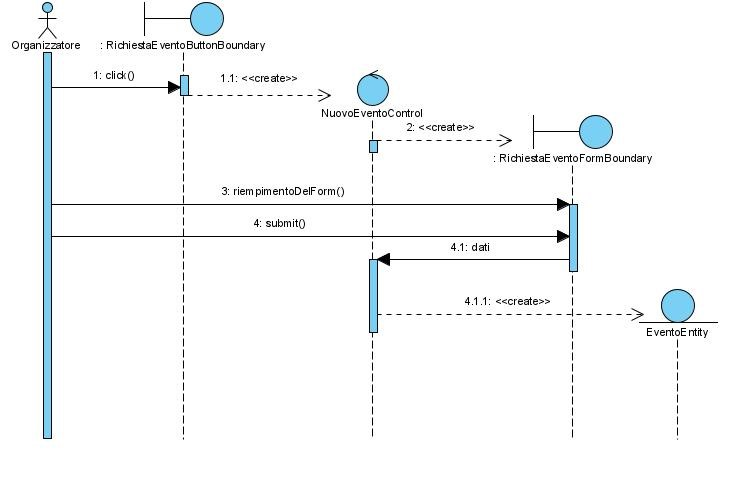 Organizzatore
: RichiestaEventoButtonBoundary
1: click()
1.1: <<create>>
NuovoEventoControl
2: <<create>>
: RichiestaEventoFormBoundary
3: riempimentoDelForm()
4: submit()
4.1: dati
4.1.1: <<create>>
EventoEntity